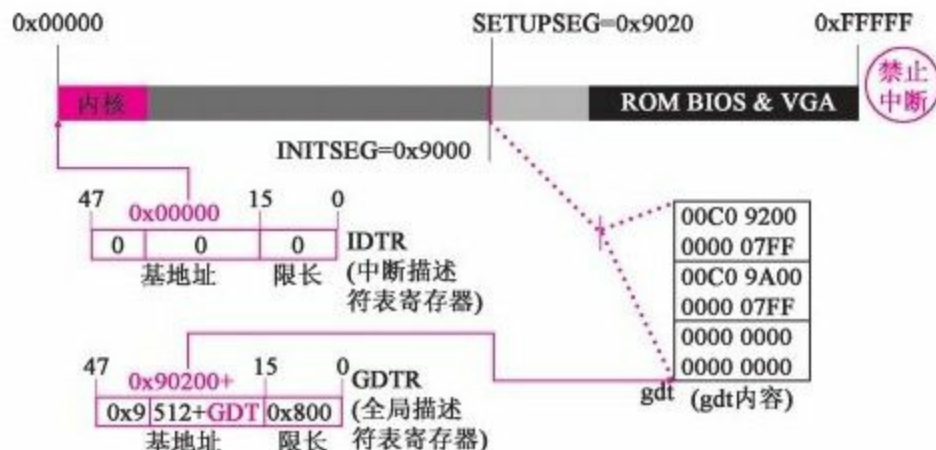 0x00000 SETUPSEG=0x9020 0xFFFFF
内核 ROM BIOS & VGA
禁止
中断
INITSEG=0x9000
47 15 0
0x00000
0 0 0
基地址 限长
IDTR
(中断描述
符表寄存器)
47 15 0
0x90200+
0x9 512+GDT 0x800
基地址 限长
GDTR
(全局描述
符表寄存器)
00C0 9200
0000 07FF
00C0 9A00
0000 07FF
0000 0000
0000 0000
gdt (gdt内容)